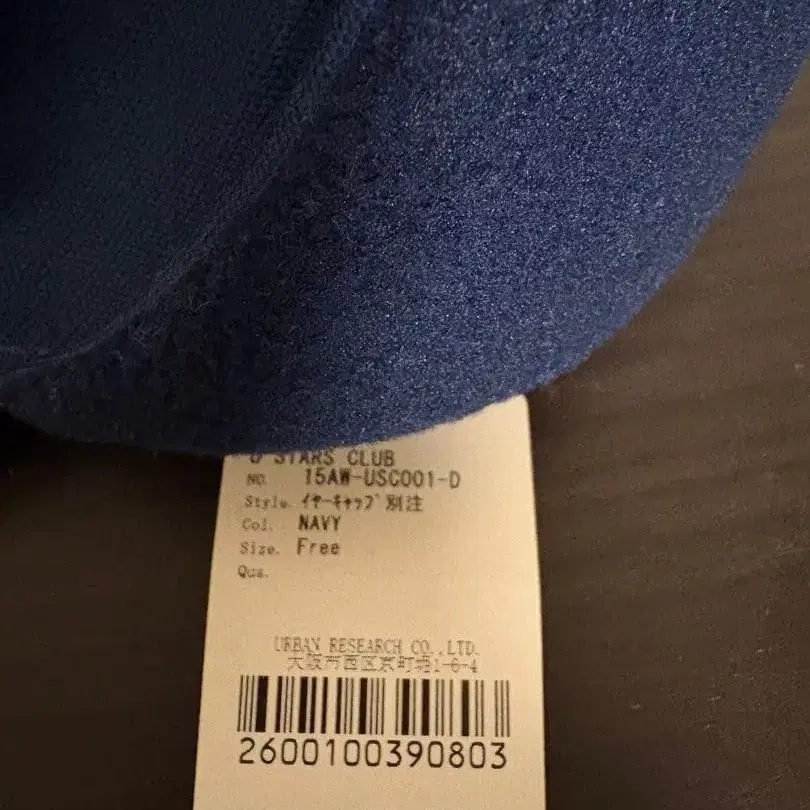 STARS CLUB
NO. 15AW-USC001-D
Style. イヤーキャップ別注
Col. NAVY
Size. Free
Qua.
URBAN RESEARCH CO.,LTD.
大阪市西区京町堀1-6-4
2600100390803